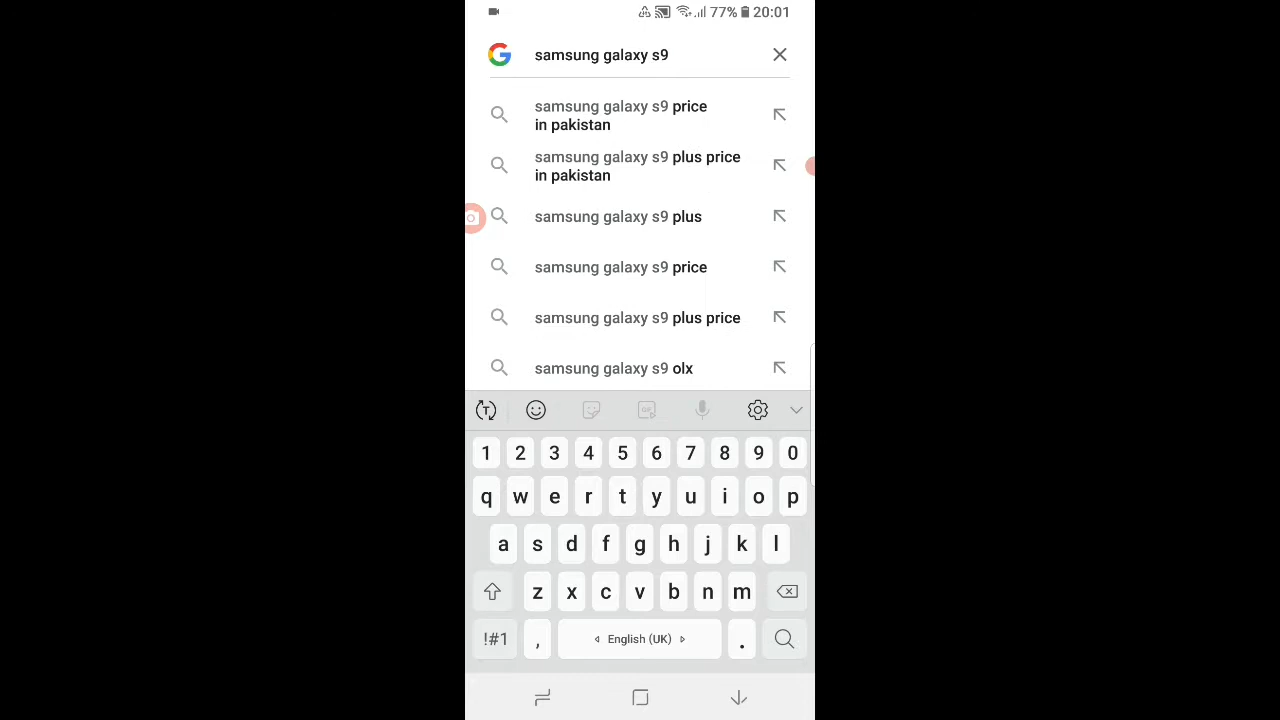 77% 20:01
samsung galaxy s9
samsung galaxy s9 price
in pakistan
samsung galaxy s9 plus price
in pakistan
samsung galaxy s9 plus
samsung galaxy s9 price
samsung galaxy s9 plus price
samsung galaxy s9 olx
1 2 3 4 5 6 7 8 9 0
q w e r t y u i o p
a s d f g h j k l
z x c v b n m
!#1 , English (UK) .